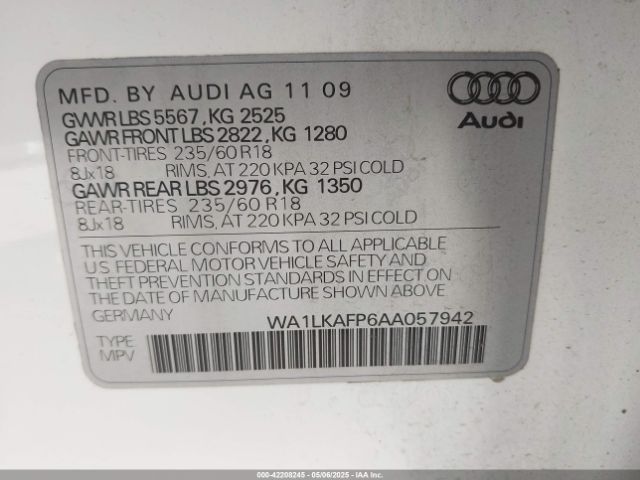 MFD. BY AUDI AG 11 09
GVWR LBS 5567, KG 2525
GAWR FRONT LBS 2822, KG 1280
FRONT-TIRES 235/60 R18
8Jx18 RIMS, AT 220 KPA 32 PSI COLD
GAWR REAR LBS 2976, KG 1350
REAR-TIRES 235/60 R18
8Jx18 RIMS, AT 220 KPA 32 PSI COLD
Audi
THIS VEHICLE CONFORMS TO ALL APPLICABLE
U.S. FEDERAL MOTOR VEHICLE SAFETY AND
THEFT PREVENTION STANDARDS IN EFFECT ON
THE DATE OF MANUFACTURE SHOWN ABOVE
GERMANY WA1LKAFP6AA057942
TYPE
MPV
000-42208245 - 05/06/2025 - IAA Inc.